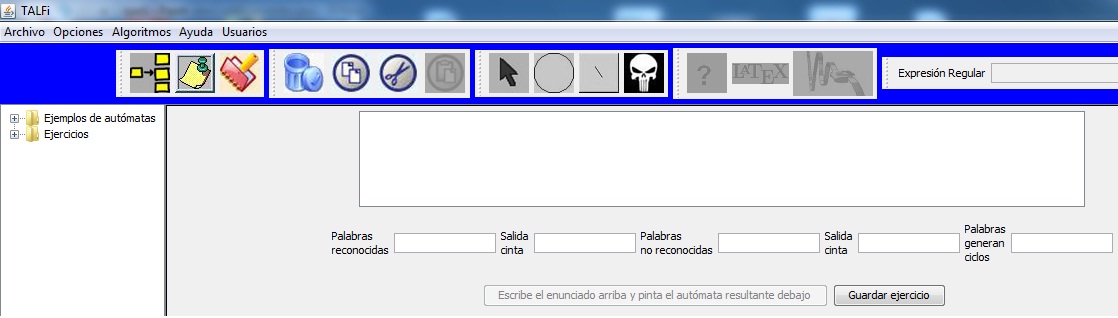 TALFi
Archivo Opciones Algoritmos Ayuda Usuarios
? LATEX Expresión Regular
Ejemplos de autómatas
Ejercicios
Palabras reconocidas
Salida cinta
Palabras no reconocidas
Salida cinta
Palabras generan ciclos
Escribe el enunciado arriba y pinta el autómata resultante debajo
Guardar ejercicio